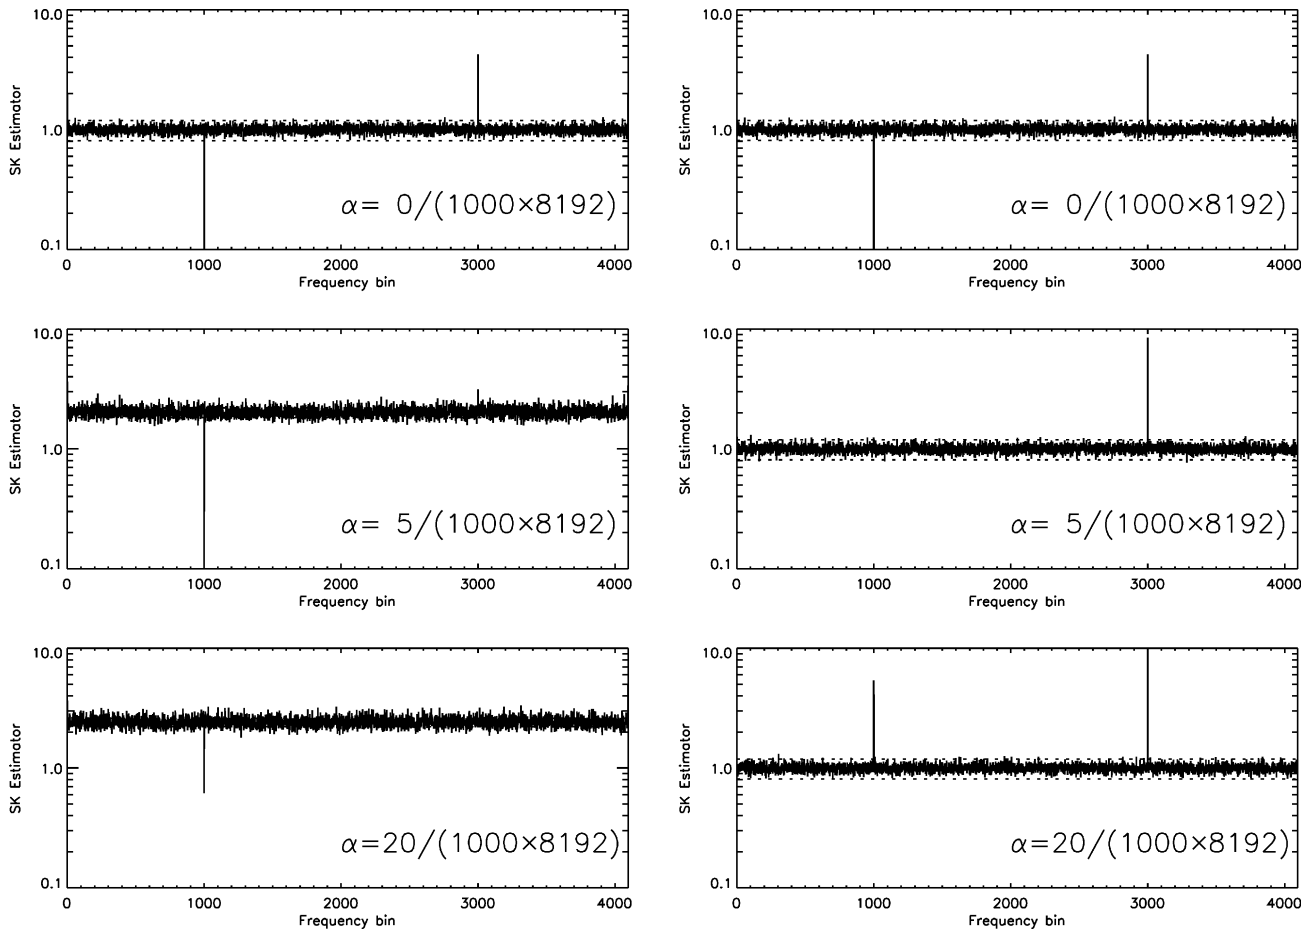 10.0
1.0
0.1
SK Estimator
α= 0/(1000×8192)
0 1000 2000 3000 4000
Frequency bin
10.0
1.0
0.1
SK Estimator
α= 0/(1000×8192)
0 1000 2000 3000 4000
Frequency bin
10.0
1.0
0.1
SK Estimator
α= 5/(1000×8192)
0 1000 2000 3000 4000
Frequency bin
10.0
1.0
0.1
SK Estimator
α= 5/(1000×8192)
0 1000 2000 3000 4000
Frequency bin
10.0
1.0
0.1
SK Estimator
α=20/(1000×8192)
0 1000 2000 3000 4000
Frequency bin
10.0
1.0
0.1
SK Estimator
α=20/(1000×8192)
0 1000 2000 3000 4000
Frequency bin